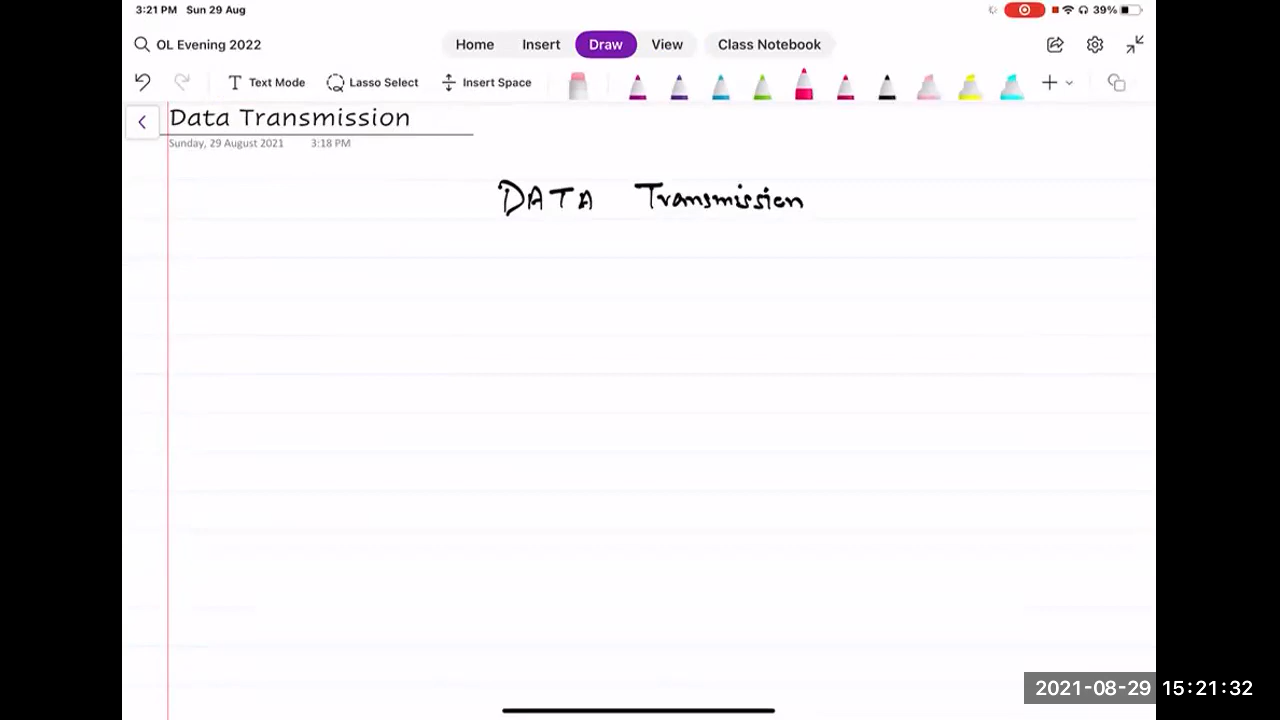 3:21 PM Sun 29 Aug 39%
OL Evening 2022 Home Insert Draw View Class Notebook
Text Mode Lasso Select Insert Space
Data Transmission
Sunday, 29 August 2021 3:18 PM
DATA Transmission
2021-08-29 15:21:32